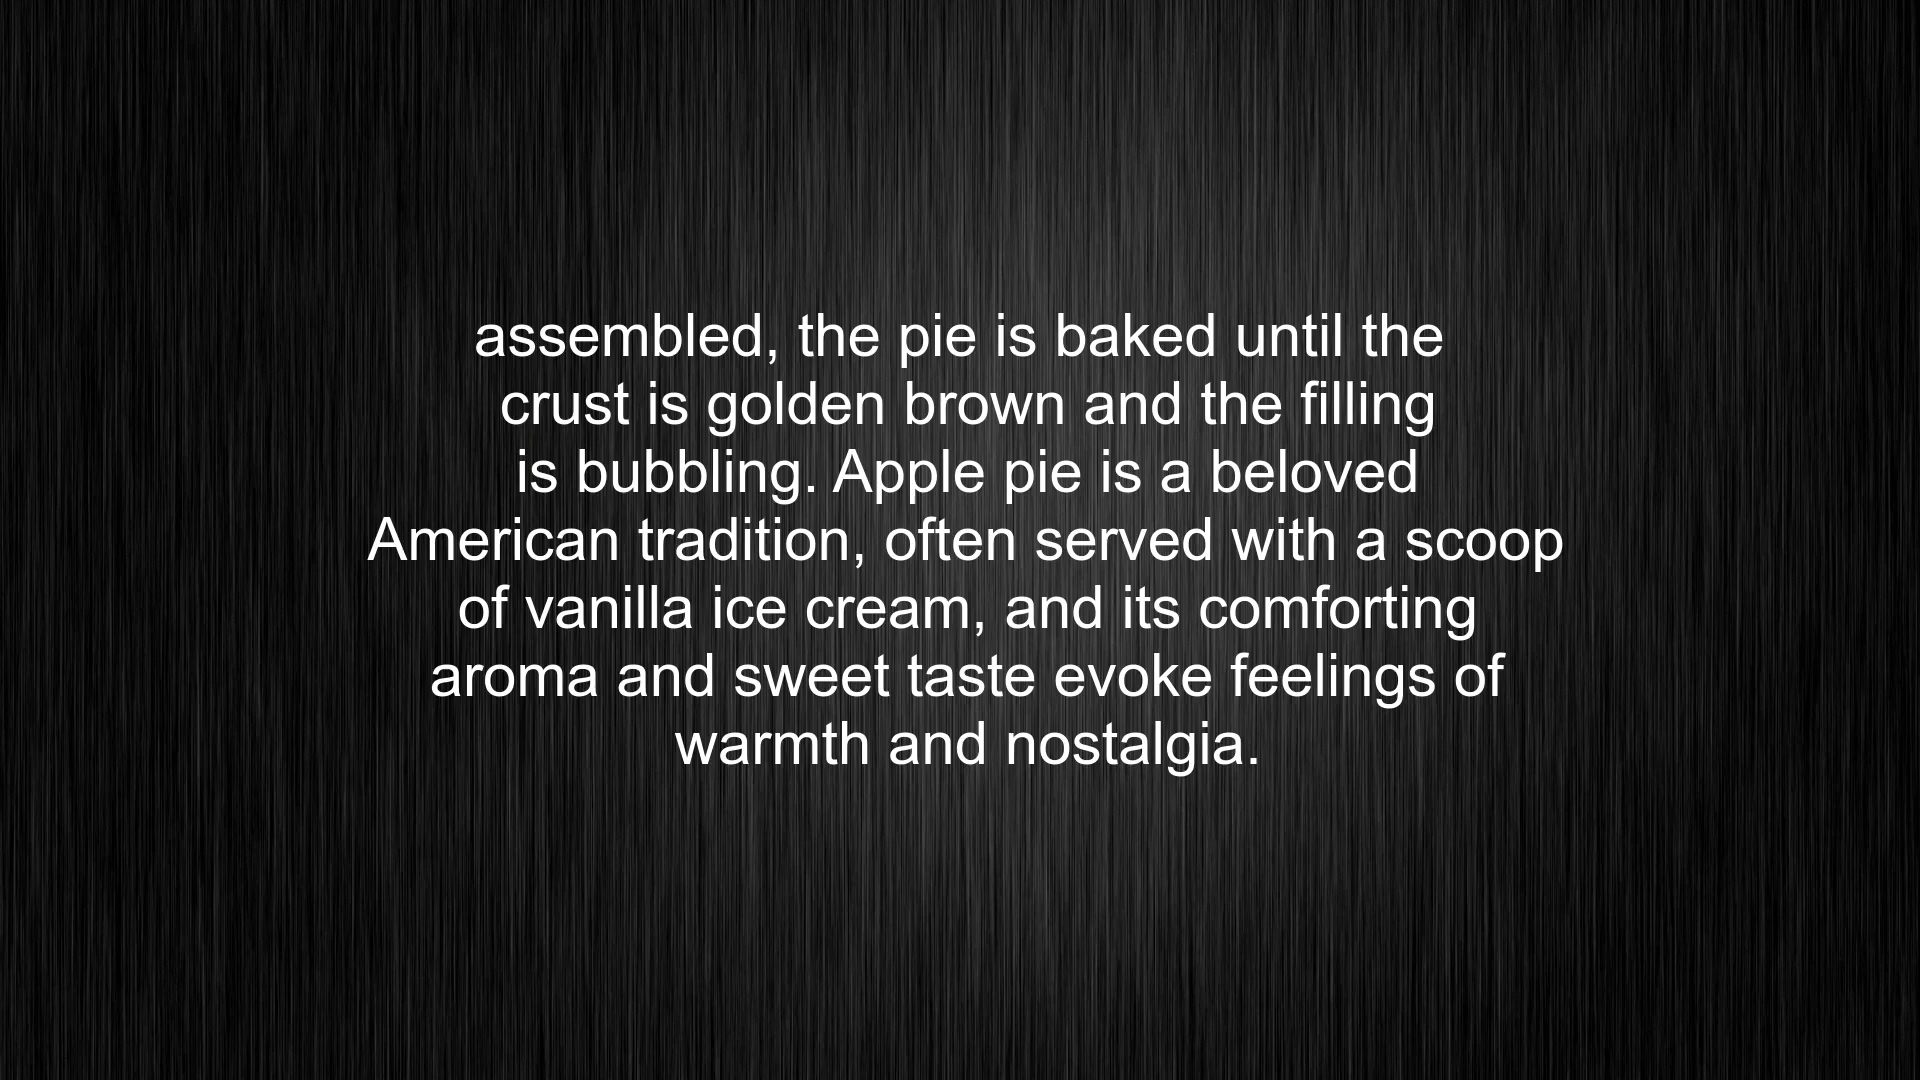 assembled, the pie is baked until the
crust is golden brown and the filling
is bubbling. Apple pie is a beloved
American tradition, often served with a scoop
of vanilla ice cream, and its comforting
aroma and sweet taste evoke feelings of
warmth and nostalgia.